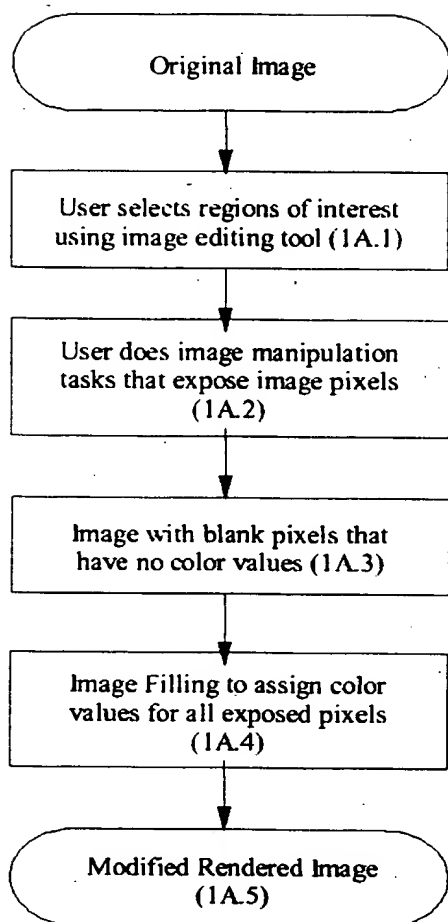 Original Image
User selects regions of interest
using image editing tool (1A.1)
User does image manipulation
tasks that expose image pixels
(1A.2)
Image with blank pixels that
have no color values (1A.3)
Image Filling to assign color
values for all exposed pixels
(1A.4)
Modified Rendered Image
(1A.5)